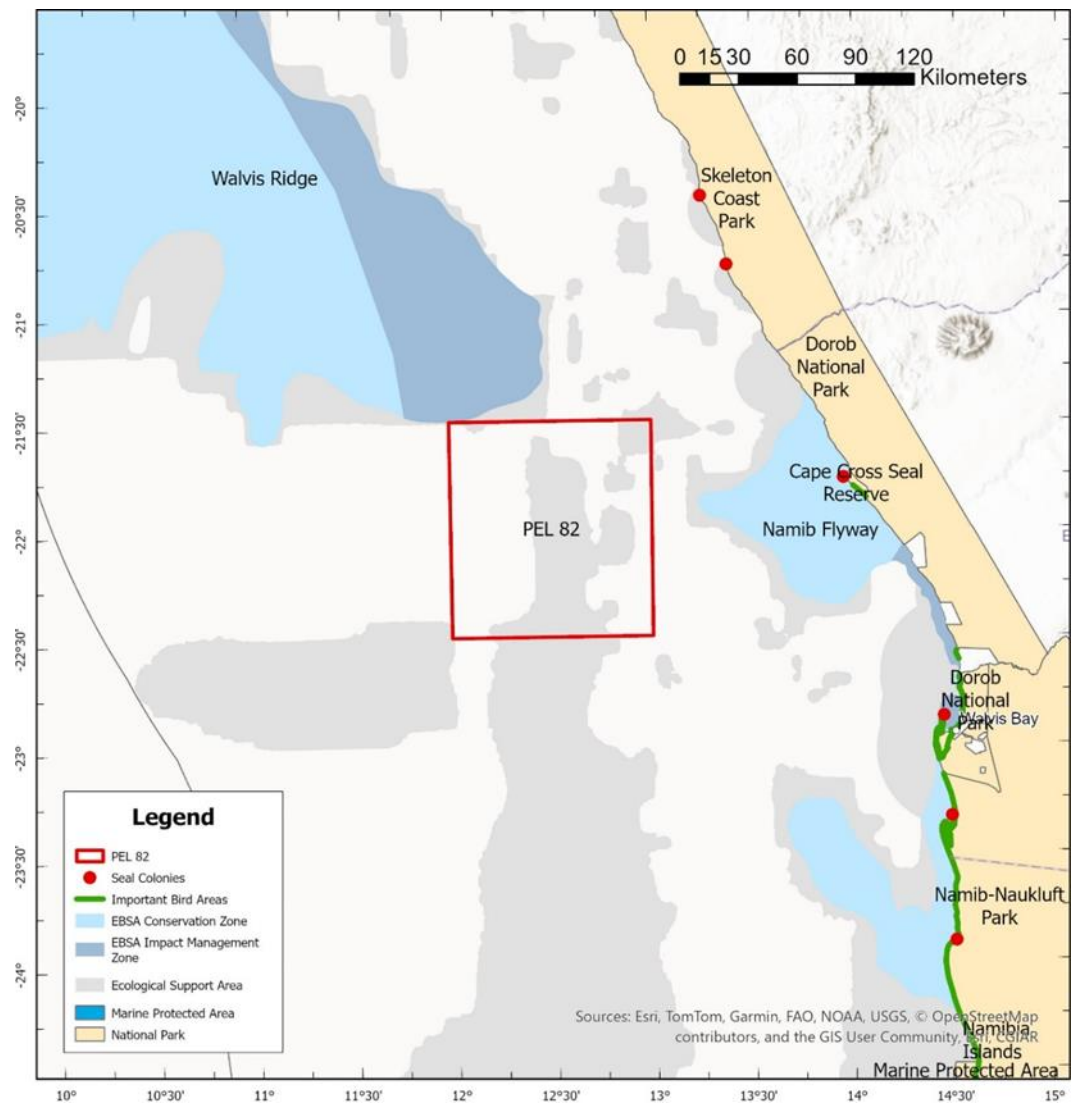 0 15 30 60 90 120
Kilometers
-20°
Walvis Ridge
Skeleton
Coast
Park
-20°30'
-21°
Dorob
National
Park
-21°30'
Cape Cross Seal
Reserve
PEL 82
Namib Flyway
-22°
-22°30'
Dorob
National
Park
Walvis Bay
-23°
Legend
PEL 82
Seal Colonies
Important Bird Areas
EBSA Conservation Zone
EBSA Impact Management
Zone
Ecological Support Area
Marine Protected Area
National Park
-23°30'
Namib-Naukluft
Park
-24°
Sources: Esri, TomTom, Garmin, FAO, NOAA, USGS, © OpenStreetMap
contributors, and the GIS User Community, Esri, CGIAR
Namibia
Islands
Marine Protected Area
10° 10°30' 11° 11°30' 12° 12°30' 13° 13°30' 14° 14°30' 15°